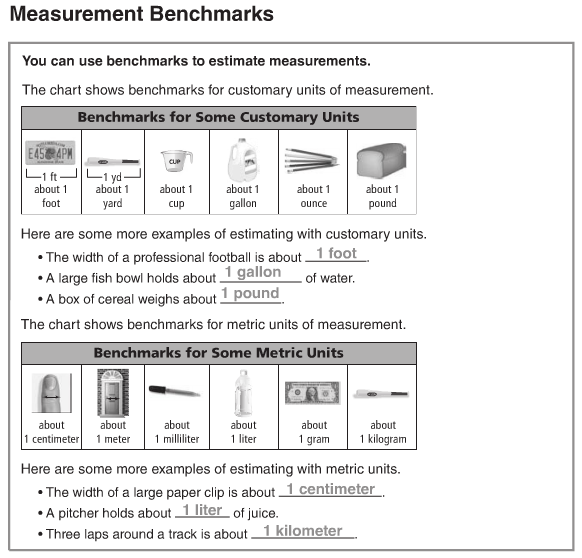 Measurement Benchmarks
You can use benchmarks to estimate measurements.
The chart shows benchmarks for customary units of measurement.
Benchmarks for Some Customary Units
E45 4PM
CUP
1 ft
1 yd
about 1 foot
about 1 yard
about 1 cup
about 1 gallon
about 1 ounce
about 1 pound
Here are some more examples of estimating with customary units.
• The width of a professional football is about 1 foot.
• A large fish bowl holds about 1 gallon of water.
• A box of cereal weighs about 1 pound.
The chart shows benchmarks for metric units of measurement.
Benchmarks for Some Metric Units
about 1 centimeter
about 1 meter
about 1 milliliter
about 1 liter
about 1 gram
about 1 kilogram
Here are some more examples of estimating with metric units.
• The width of a large paper clip is about 1 centimeter.
• A pitcher holds about 1 liter of juice.
• Three laps around a track is about 1 kilometer.